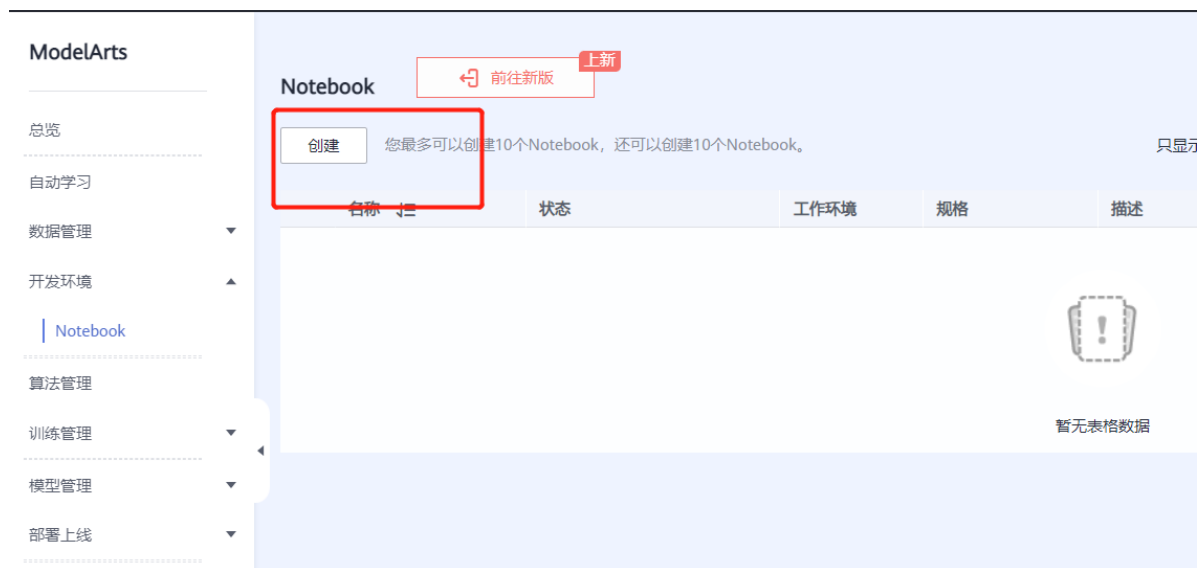 ModelArts
总览
自动学习
数据管理
开发环境
Notebook
算法管理
训练管理
模型管理
部署上线
Notebook
前往新版
上新
创建
您最多可以创建10个Notebook，还可以创建10个Notebook。
只显示
名称 状态 工作环境 规格 描述
暂无表格数据